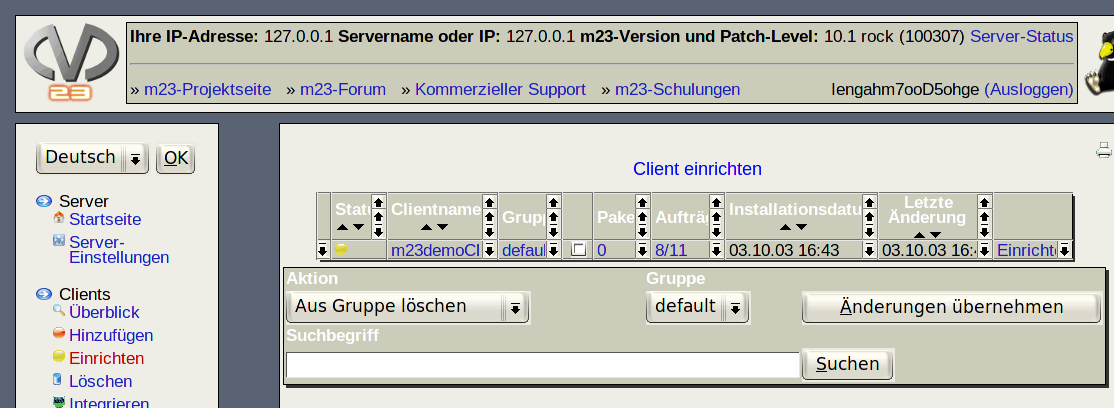 Ihre IP-Adresse: 127.0.0.1 Servername oder IP: 127.0.0.1 m23-Version und Patch-Level: 10.1 rock (100307) Server-Status
» m23-Projektseite » m23-Forum » Kommerzieller Support » m23-Schulungen Iengahm7ooD5ohge (Ausloggen)
23
Deutsch OK
Server
Startseite
Server-
Einstellungen
Clients
Überblick
Hinzufügen
Einrichten
Löschen
Integrieren
Client einrichten
Statu Clientname Grupp Pake Aufträ Installationsdatu Letzte
Änderung
m23demoCl defaul 0 8/11 03.10.03 16:43 03.10.03 16:4 Einricht
Aktion Gruppe
Aus Gruppe löschen default Änderungen übernehmen
Suchbegriff
Suchen